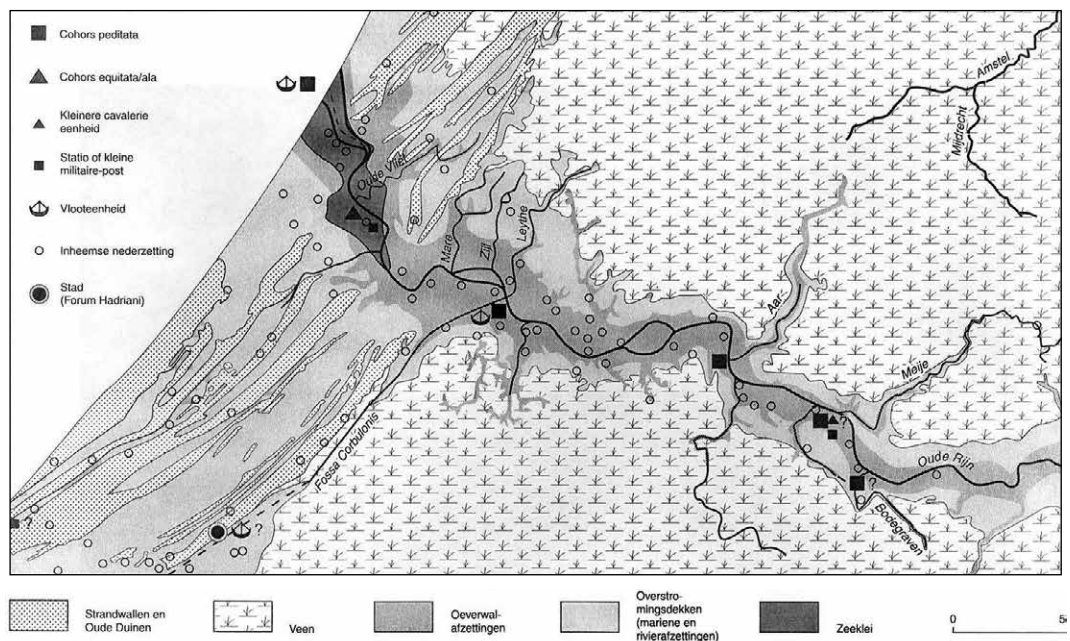 Cohors peditata
Cohors equitata/ala
Kleinere cavalerie
eenheid
Statio of kleine
militaire-post
Vlooteenheid
Inheemse nederzetting
Stad
(Forum Hadriani)
Amstel
Mijdrecht
Oude Vliet
Mare
Zijl
Leythe
Aar
Meije
Fossa Corbulonis
?
Oude Rijn
?
Bodegraven
?
?
Strandwallen en
Oude Duinen
Veen
Oeverwal-
afzettingen
Overstro-
mingsdekken
(mariene en
rivierafzettingen)
Zeeklei
0